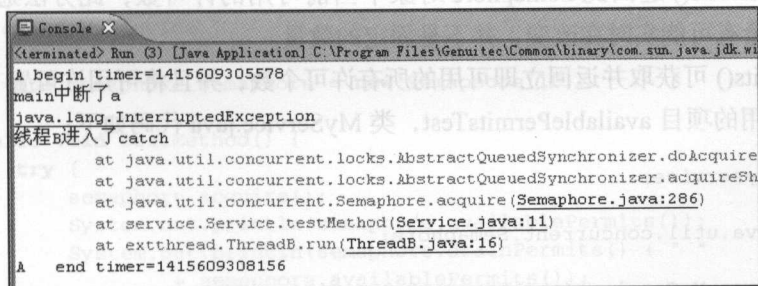 Console
<terminated> Run (3) [Java Application] C:\Program Files\Genuitec\Common\binary\com.sun.java.jdk.wi
A begin timer=1415609305578
main中断了a
java.lang.InterruptedException
线程B进入了catch
at java.util.concurrent.locks.AbstractQueuedSynchronizer.doAcquire
at java.util.concurrent.locks.AbstractQueuedSynchronizer.acquireSh
at java.util.concurrent.Semaphore.acquire(Semaphore.java:286)
at service.Service.testMethod(Service.java:11)
at extthread.ThreadB.run(ThreadB.java:16)
A   end timer=1415609308156